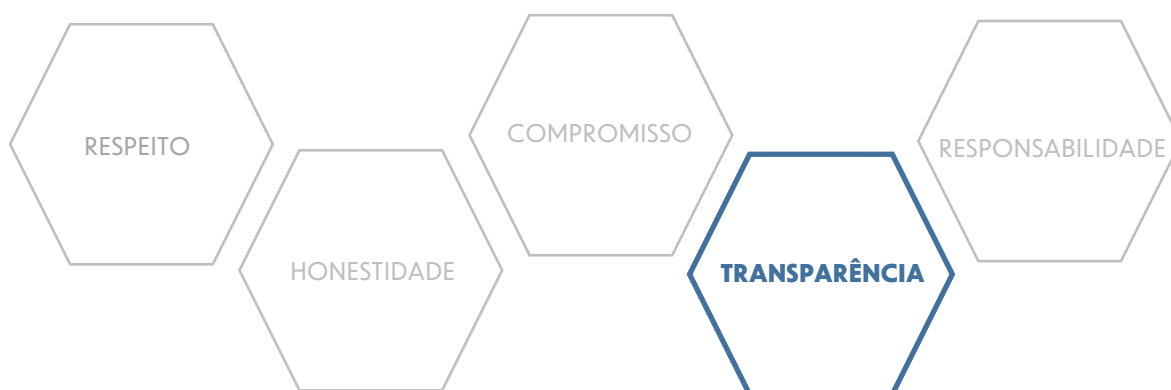 RESPEITO
HONESTIDADE
COMPROMISSO
TRANSPARÊNCIA
RESPONSABILIDADE